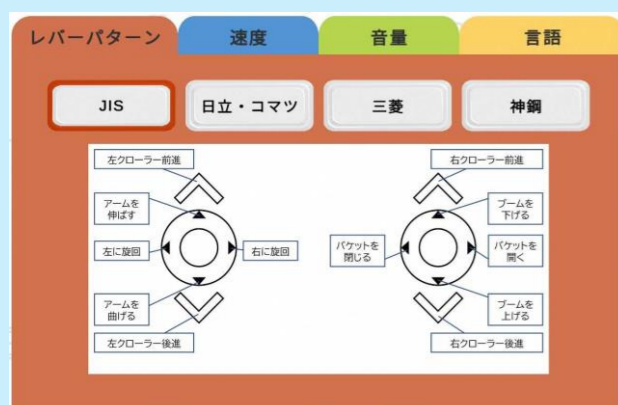 レバーパターン
速度
音量
言語
JIS
日立・コマツ
三菱
神鋼
左クローラー前進
アームを
伸ばす
左に旋回
右に旋回
アームを
曲げる
左クローラー後進
右クローラー前進
ブームを
下げる
バケットを
閉じる
バケットを
開く
ブームを
上げる
右クローラー後進